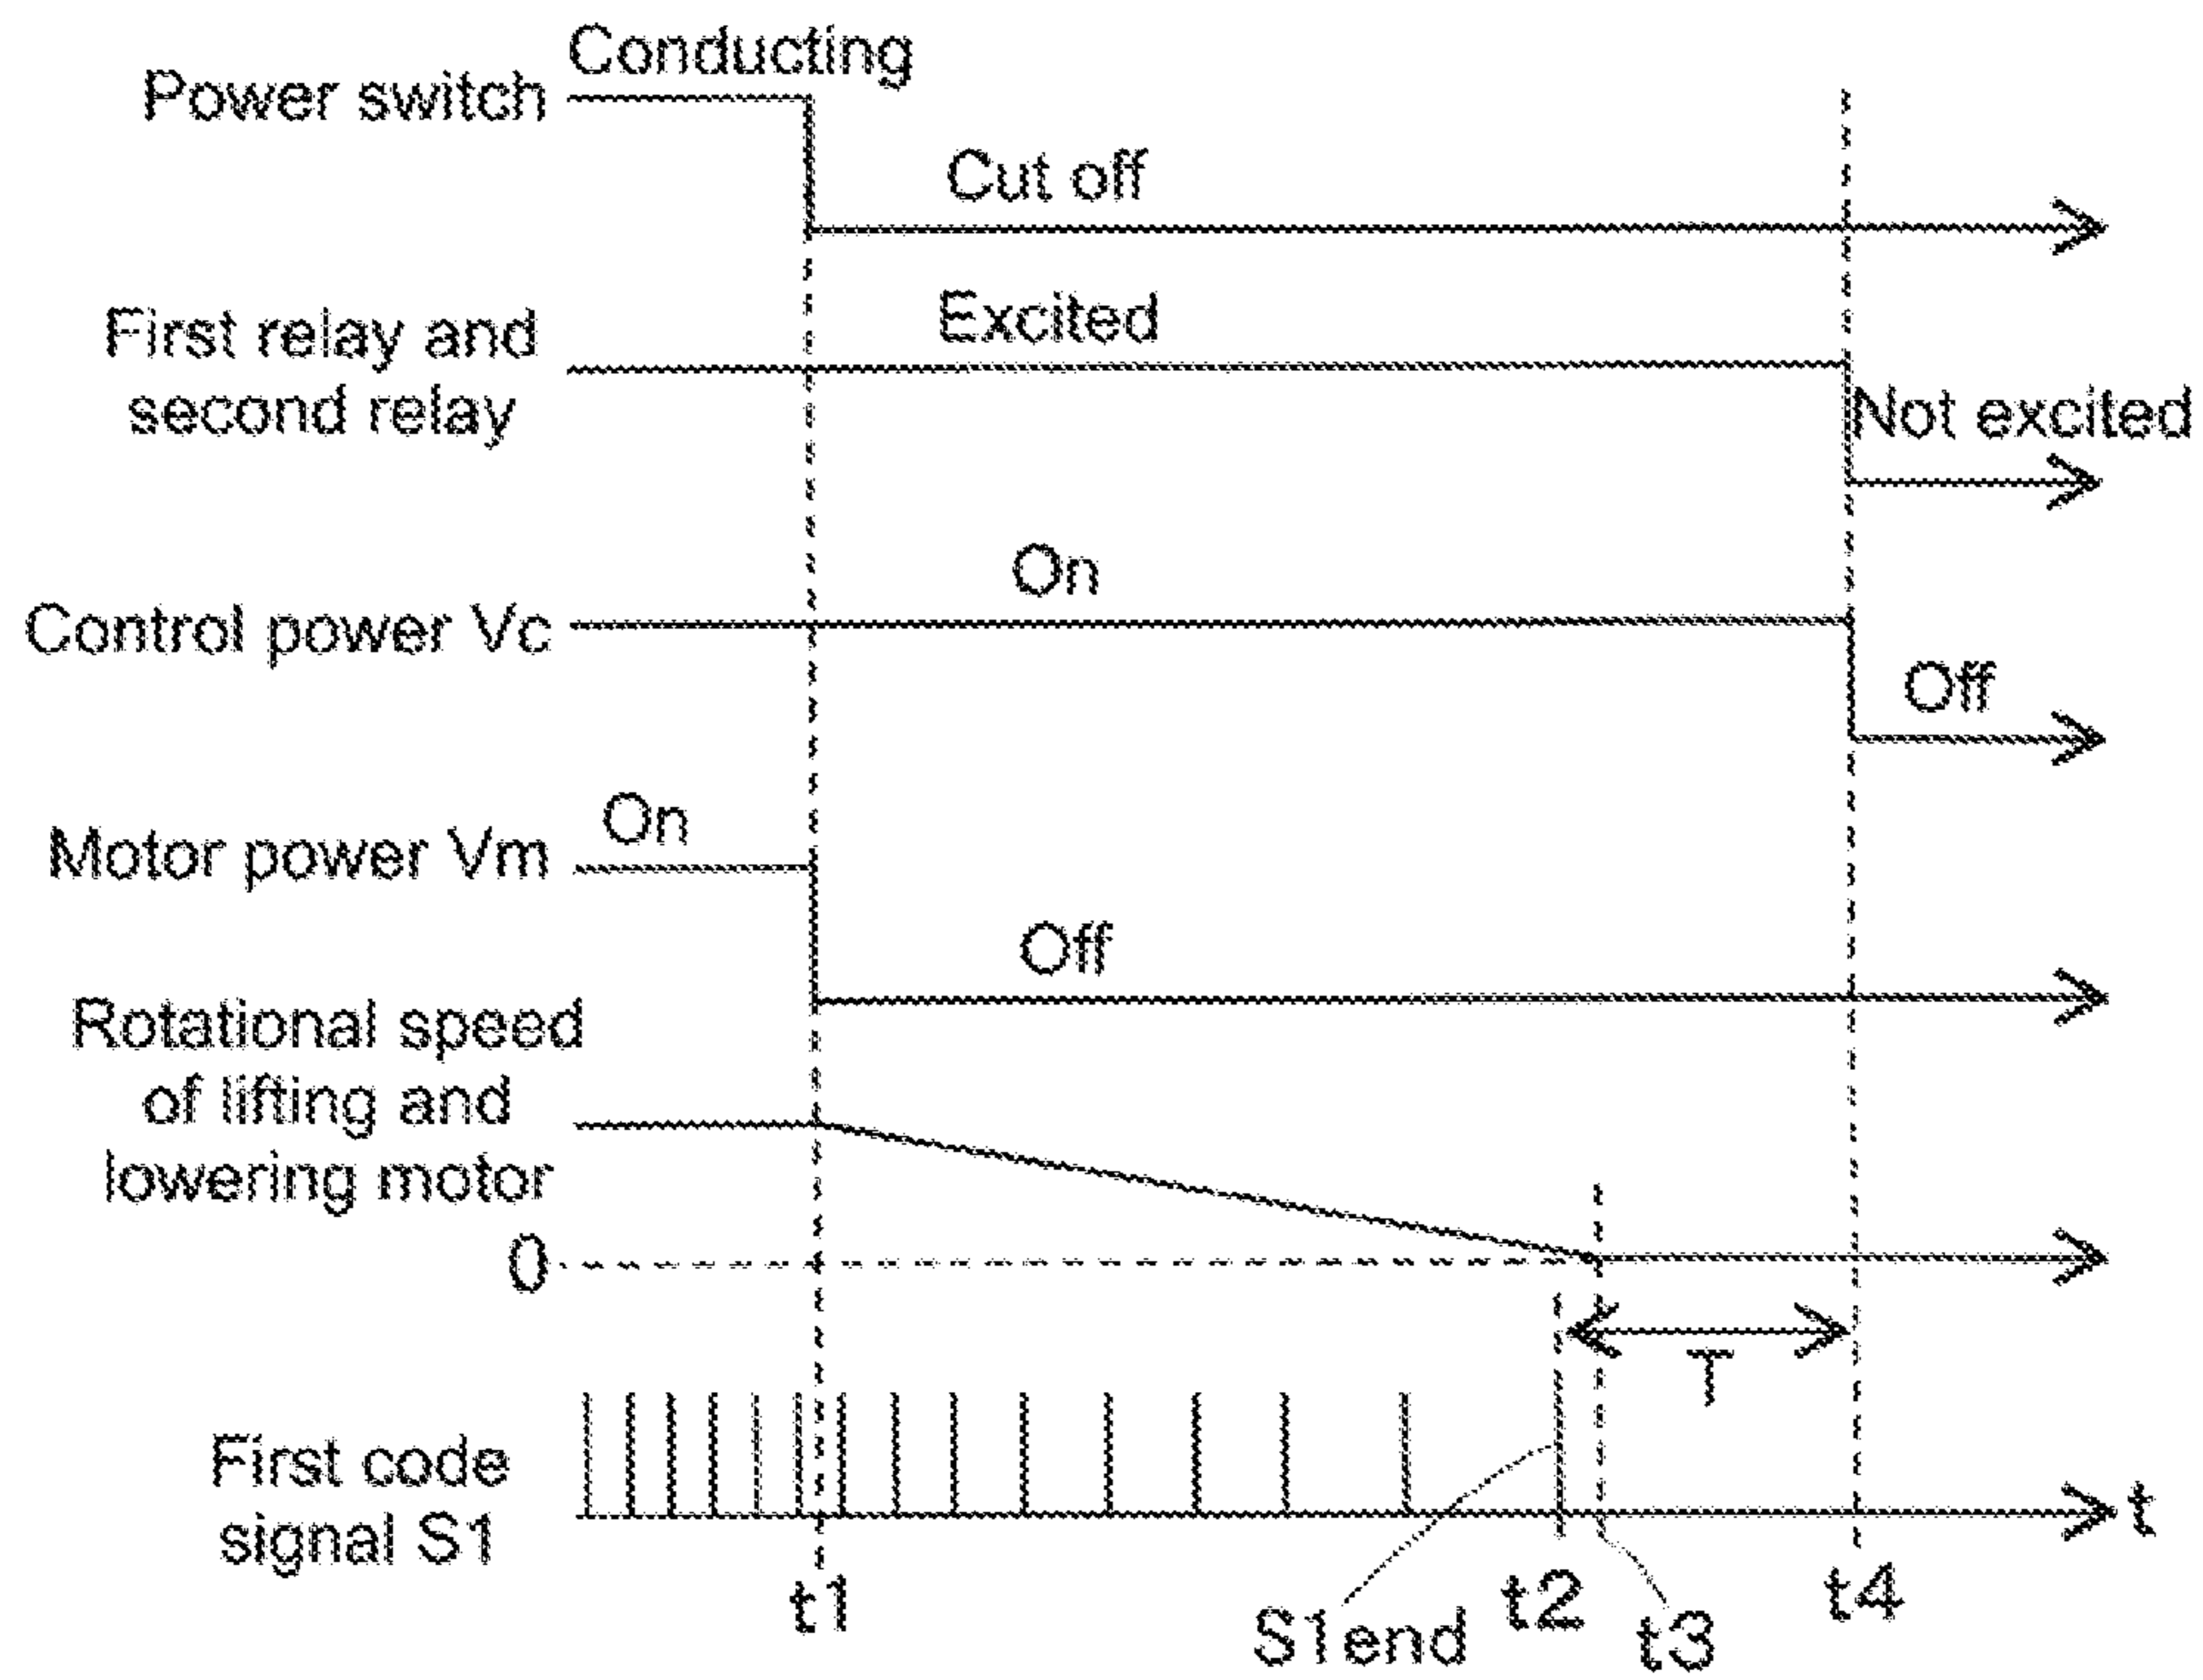 Conducting
Power switch
Cut off
Excited
First relay and
second relay
Not excited
On
Control power Vc
Off
On
Motor power Vm
Off
Rotational speed
of lifting and
lowering motor
0
T
First code
signal S1
t
t1
S1end
t2
t3
t4